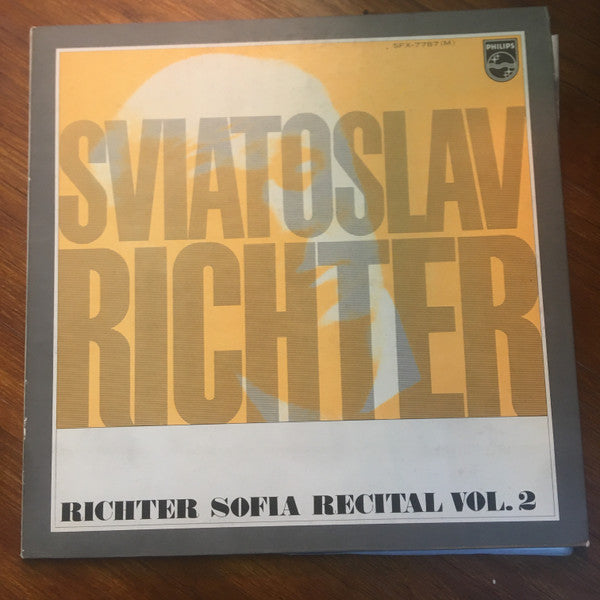 SFX-7787(M)
PHILIPS
SVIATOSLAV
RICHTER
RICHTER SOFIA RECITAL VOL. 2